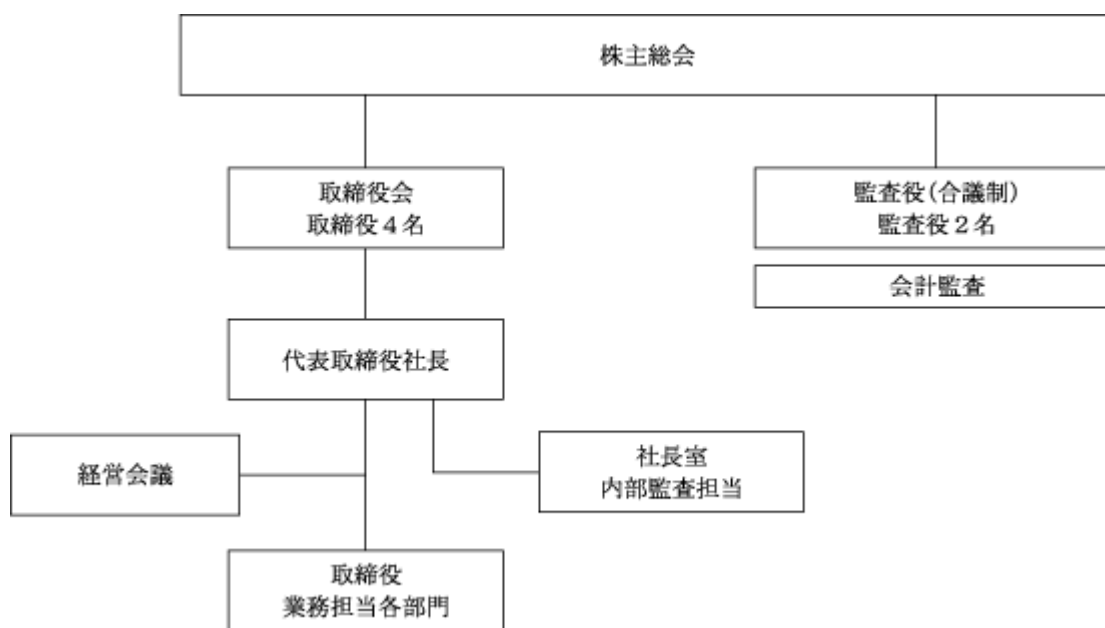 株主総会
取締役会
取締役４名
監査役(合議制)
監査役２名
会計監査
代表取締役社長
経営会議
社長室
内部監査担当
取締役
業務担当各部門